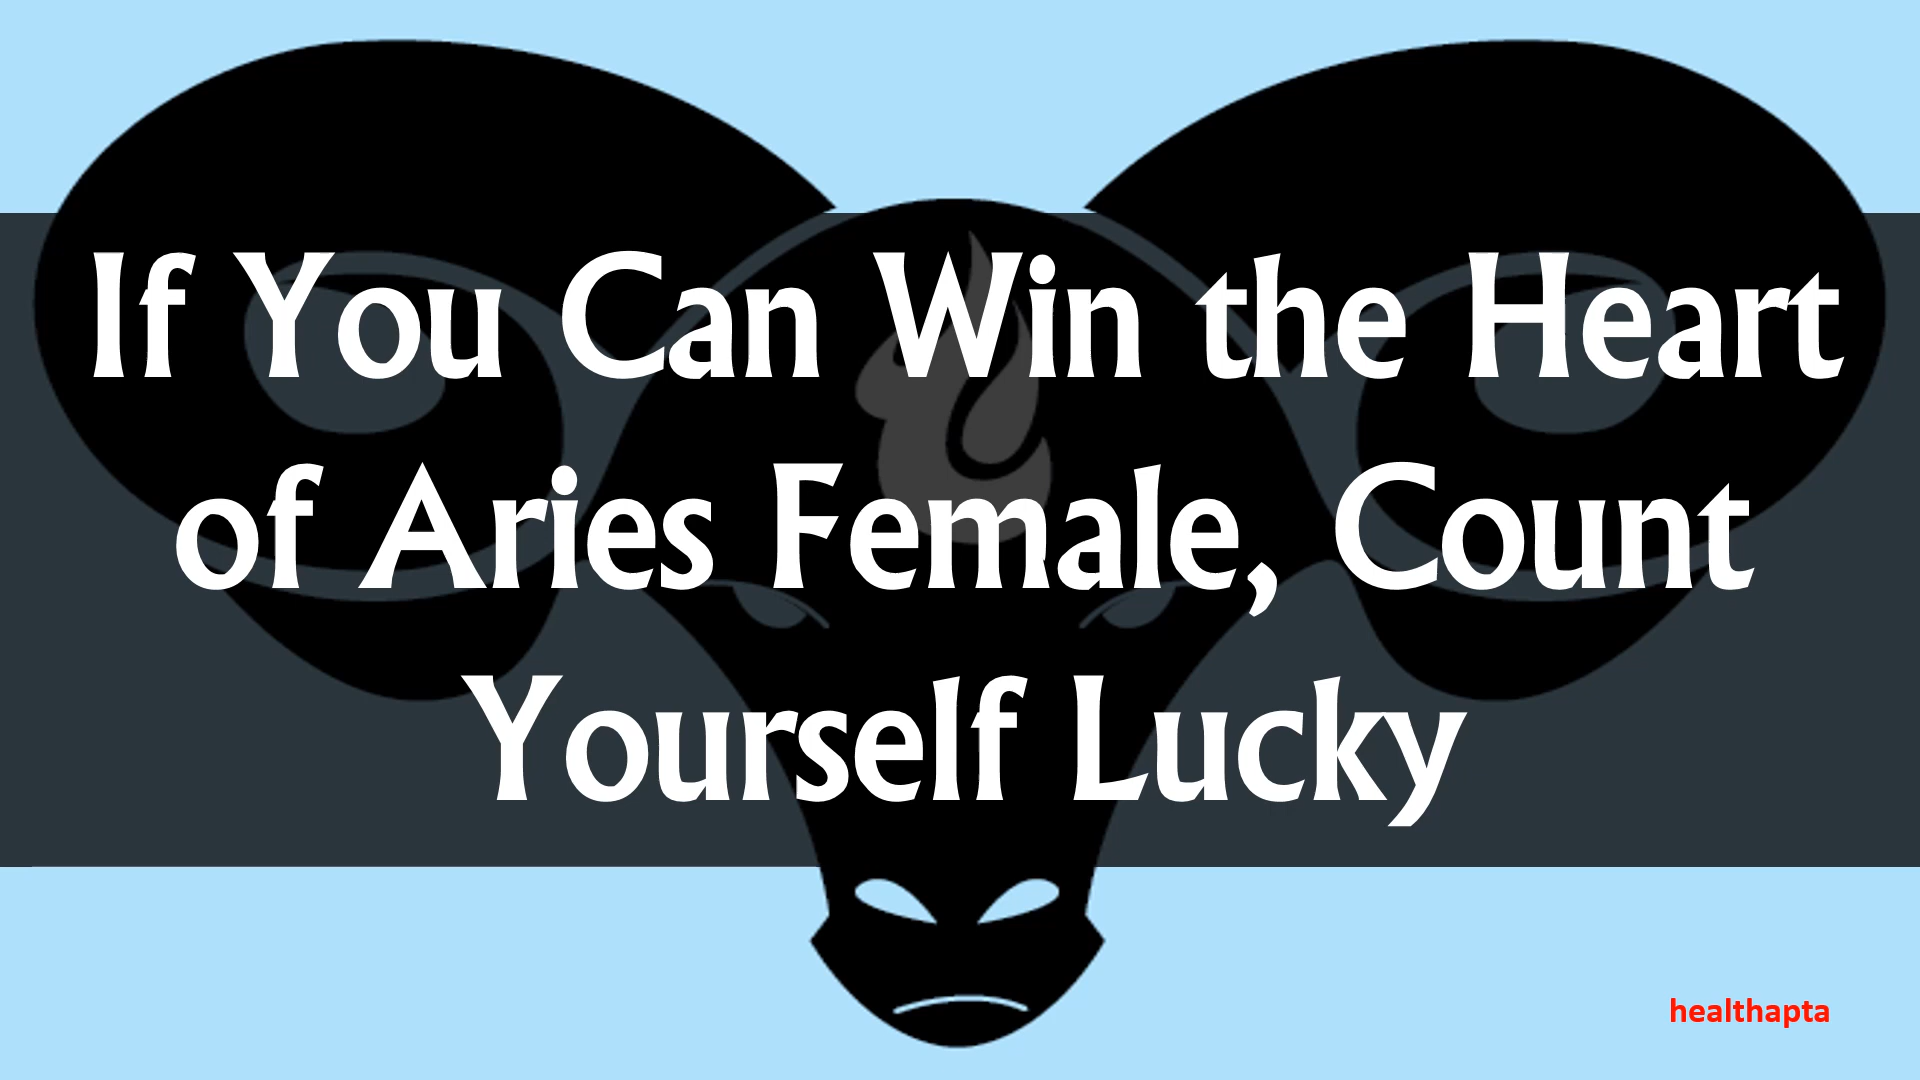 If You Can Win the Heart
of Aries Female, Count
Yourself Lucky
healthapta